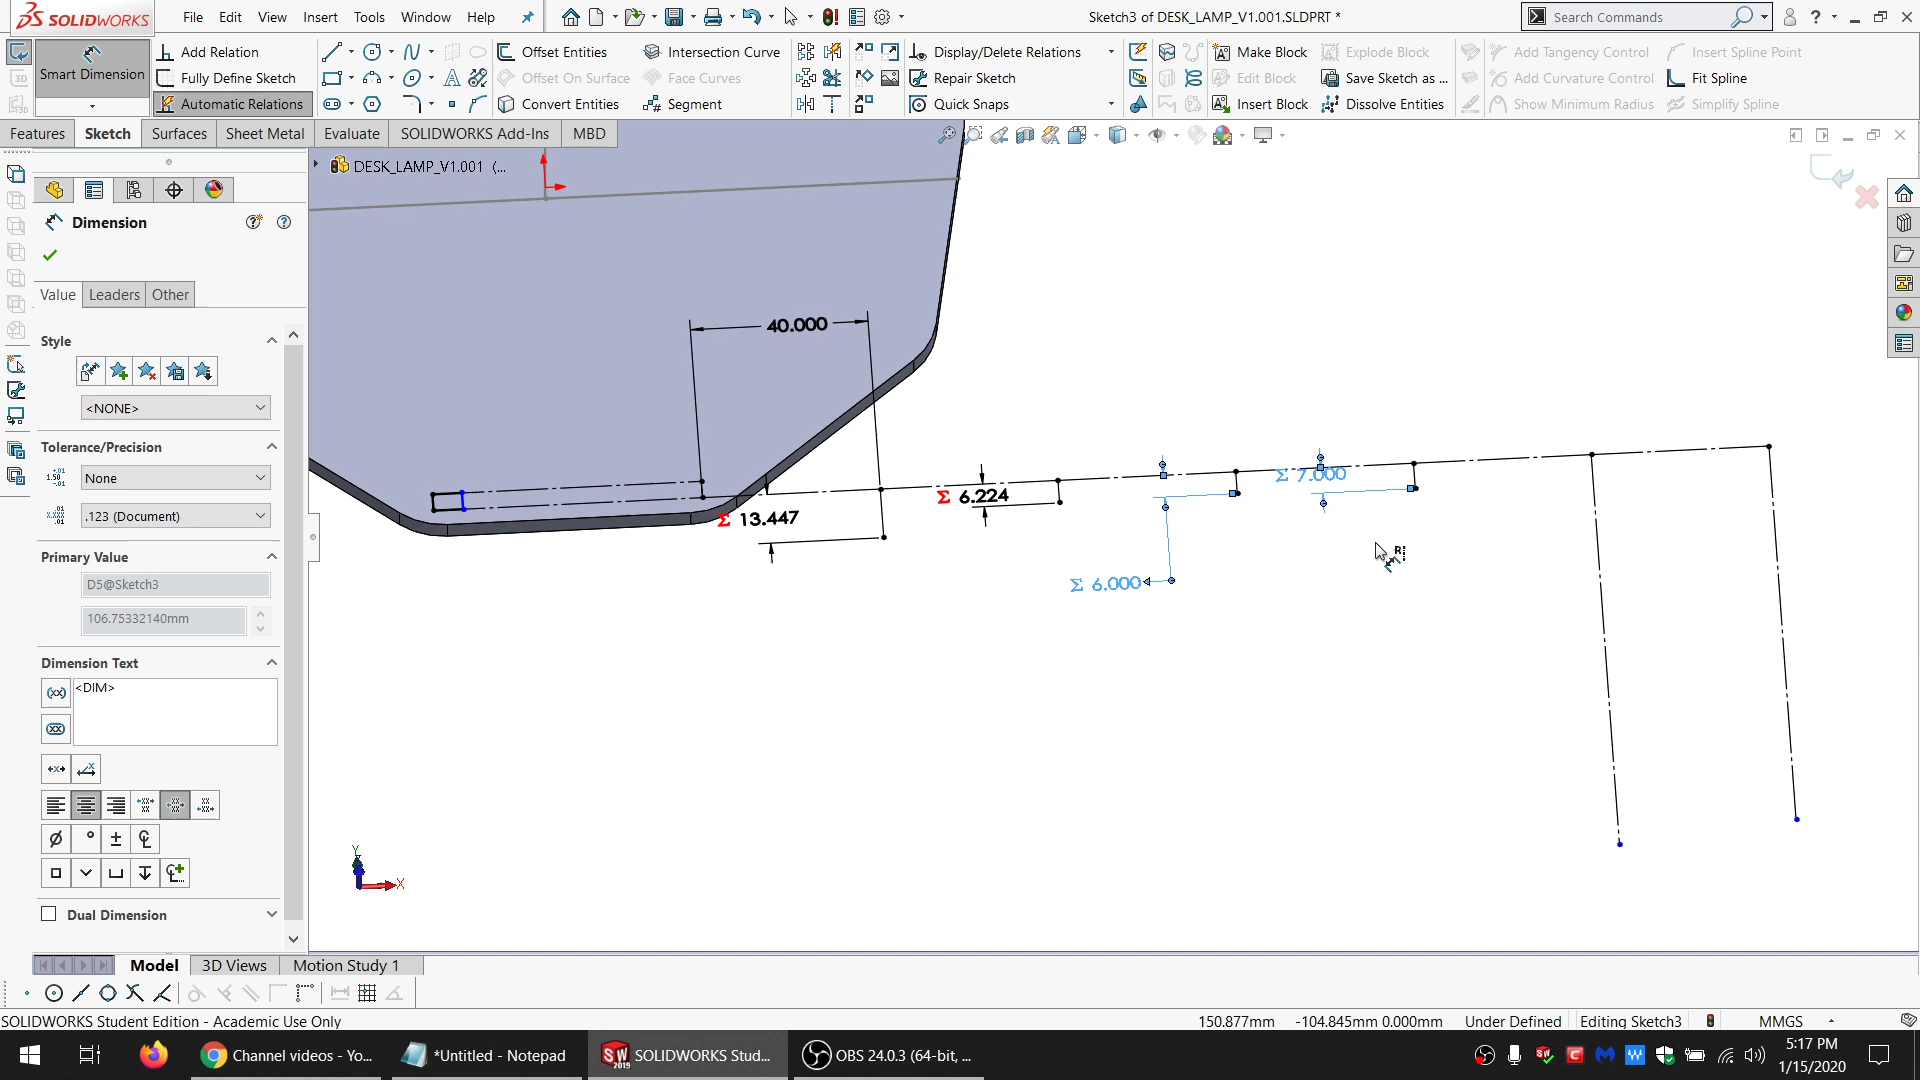 SOLIDWORKS
File Edit View Insert Tools Window Help
Sketch3 of DESK_LAMP_V1.001.SLDPRT *
Search Commands
Smart Dimension
Add Relation
Fully Define Sketch
Automatic Relations
Offset Entities
Offset On Surface
Convert Entities
Intersection Curve
Face Curves
Segment
Display/Delete Relations
Repair Sketch
Quick Snaps
Make Block
Edit Block
Insert Block
Explode Block
Save Sketch as ...
Dissolve Entities
Add Tangency Control
Add Curvature Control
Show Minimum Radius
Insert Spline Point
Fit Spline
Simplify Spline
Features Sketch Surfaces Sheet Metal Evaluate SOLIDWORKS Add-Ins MBD
DESK_LAMP_V1.001 (...
Dimension
Value Leaders Other
Style
<NONE>
Tolerance/Precision
None
.123 (Document)
Primary Value
D5@Sketch3
106.75332140mm
Dimension Text
<DIM>
Dual Dimension
40.000
Σ 13.447
Σ 6.224
Σ 6.000
Σ 7.000
Y
X
Model 3D Views Motion Study 1
SOLIDWORKS Student Edition - Academic Use Only
150.877mm -104.845mm 0.000mm Under Defined Editing Sketch3 MMGS
Channel videos - Yo...
*Untitled - Notepad
SOLIDWORKS Stud...
OBS 24.0.3 (64-bit, ...
5:17 PM
1/15/2020